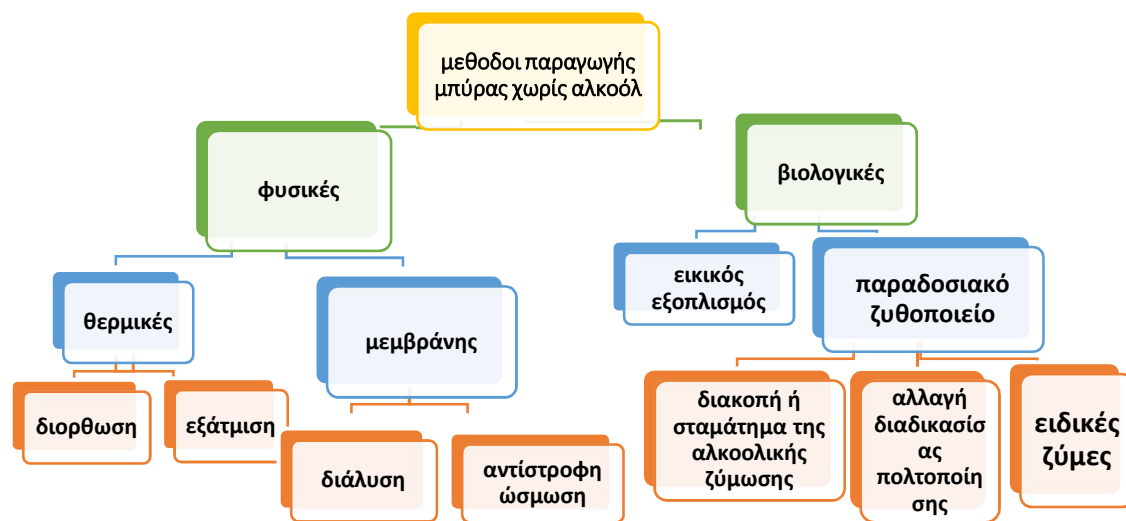 μεθοδοι παραγωγής
μπύρας χωρίς αλκοόλ
φυσικές
βιολογικές
θερμικές
μεμβράνης
εικικός
εξοπλισμός
παραδοσιακό
ζυθοποιείο
διορθωση
εξάτμιση
διάλυση
αντίστροφη
ώσμωση
διακοπή ή
σταμάτημα της
αλκοολικής
ζύμωσης
αλλαγή
διαδικασίσ
ας
πολτοποίη
σης
ειδικές
ζύμες